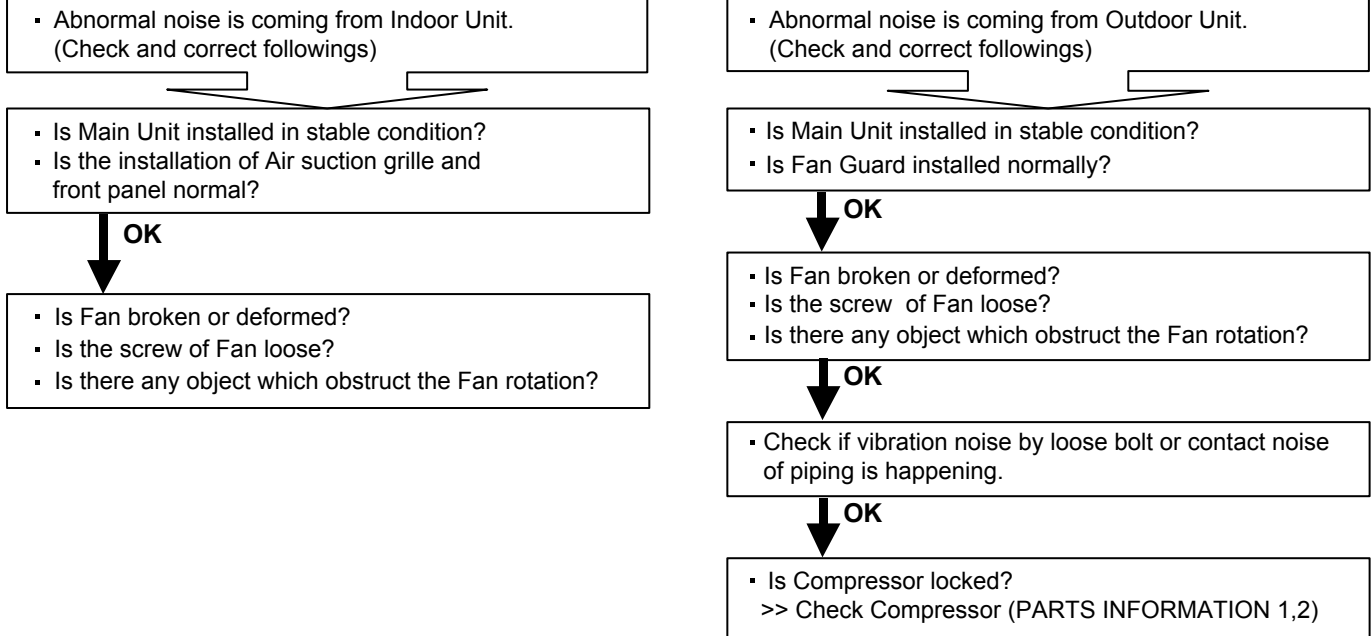 ▪ Abnormal noise is coming from Indoor Unit.
(Check and correct followings)
▪ Is Main Unit installed in stable condition?
▪ Is the installation of Air suction grille and
front panel normal?
OK
▪ Is Fan broken or deformed?
▪ Is the screw of Fan loose?
▪ Is there any object which obstruct the Fan rotation?
▪ Abnormal noise is coming from Outdoor Unit.
(Check and correct followings)
▪ Is Main Unit installed in stable condition?
▪ Is Fan Guard installed normally?
OK
▪ Is Fan broken or deformed?
▪ Is the screw of Fan loose?
▪ Is there any object which obstruct the Fan rotation?
OK
▪ Check if vibration noise by loose bolt or contact noise
of piping is happening.
OK
▪ Is Compressor locked?
>> Check Compressor (PARTS INFORMATION 1,2)